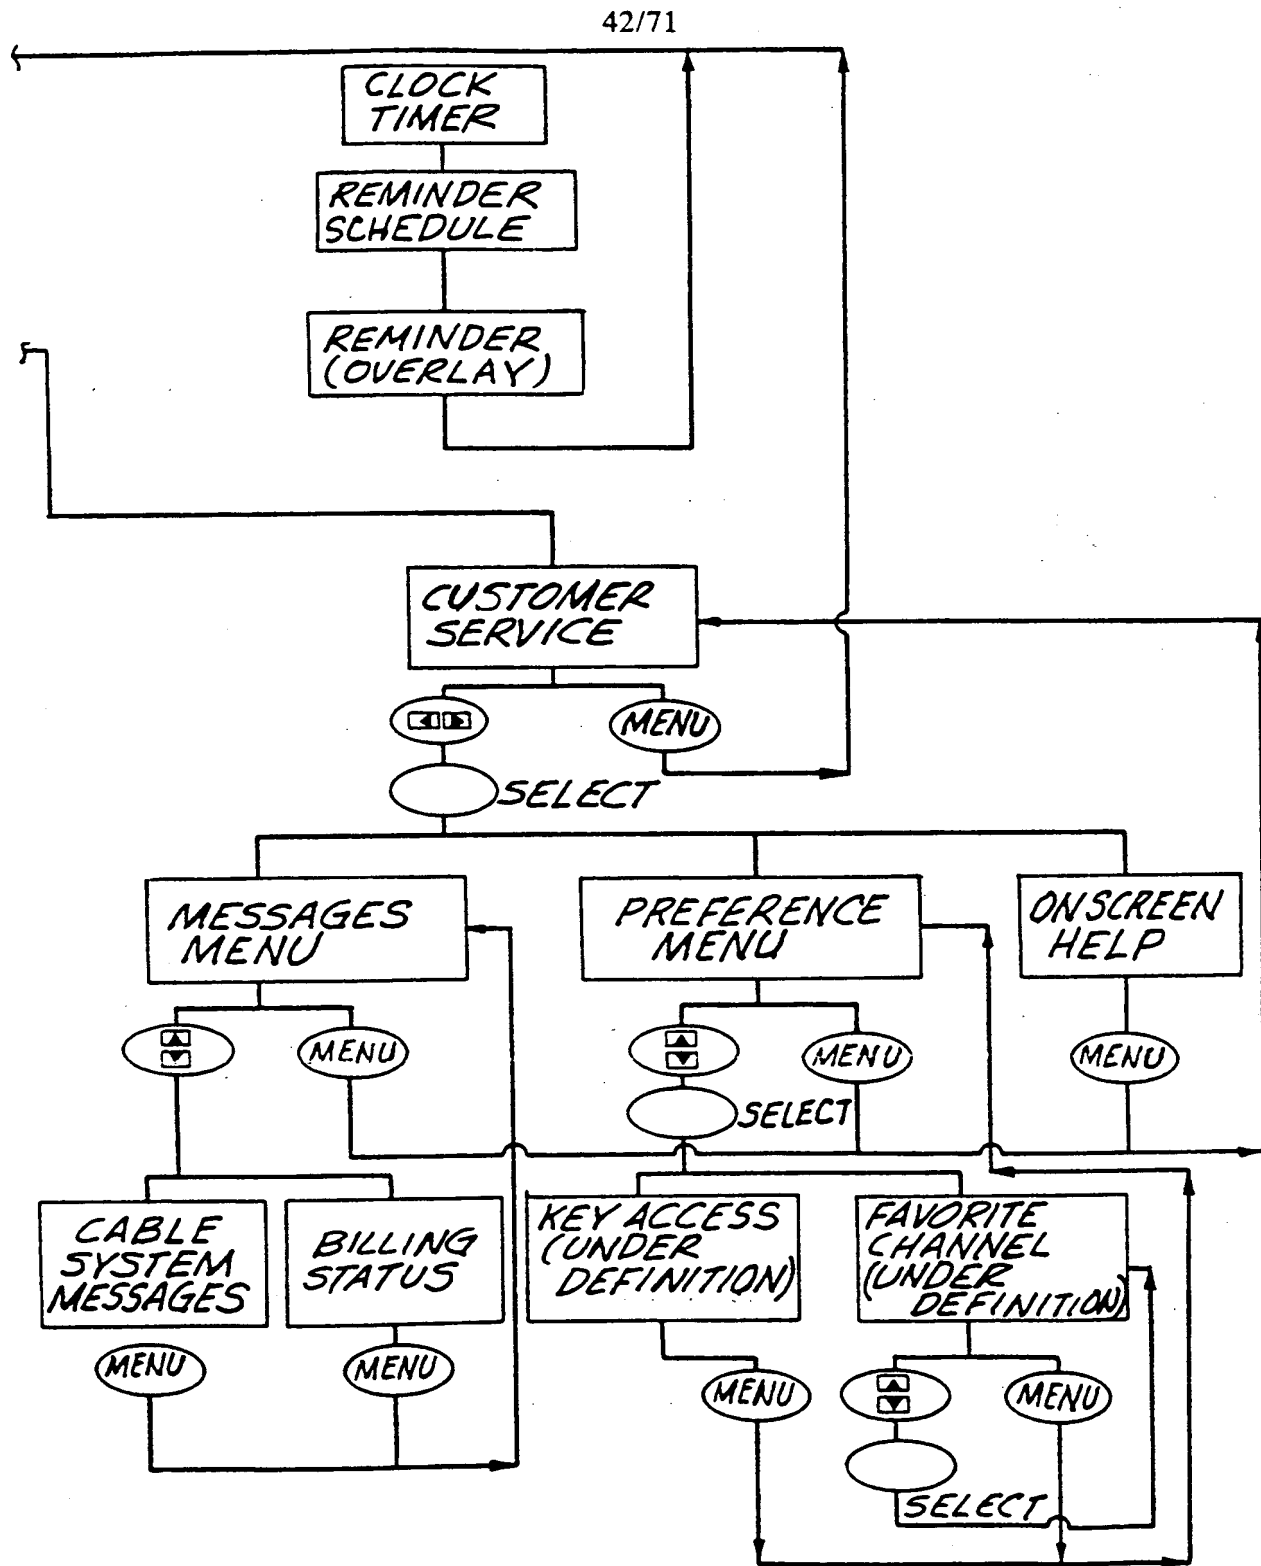 42/71
CLOCK
TIMER
REMINDER
SCHEDULE
REMINDER
(OVERLAY)
CUSTOMER
SERVICE
MENU
SELECT
MESSAGES
MENU
PREFERENCE
MENU
ON SCREEN
HELP
MENU
MENU
MENU
SELECT
CABLE
SYSTEM
MESSAGES
BILLING
STATUS
KEY ACCESS
(UNDER
DEFINITION)
FAVORITE
CHANNEL
(UNDER
DEFINITION)
MENU
MENU
MENU
MENU
SELECT